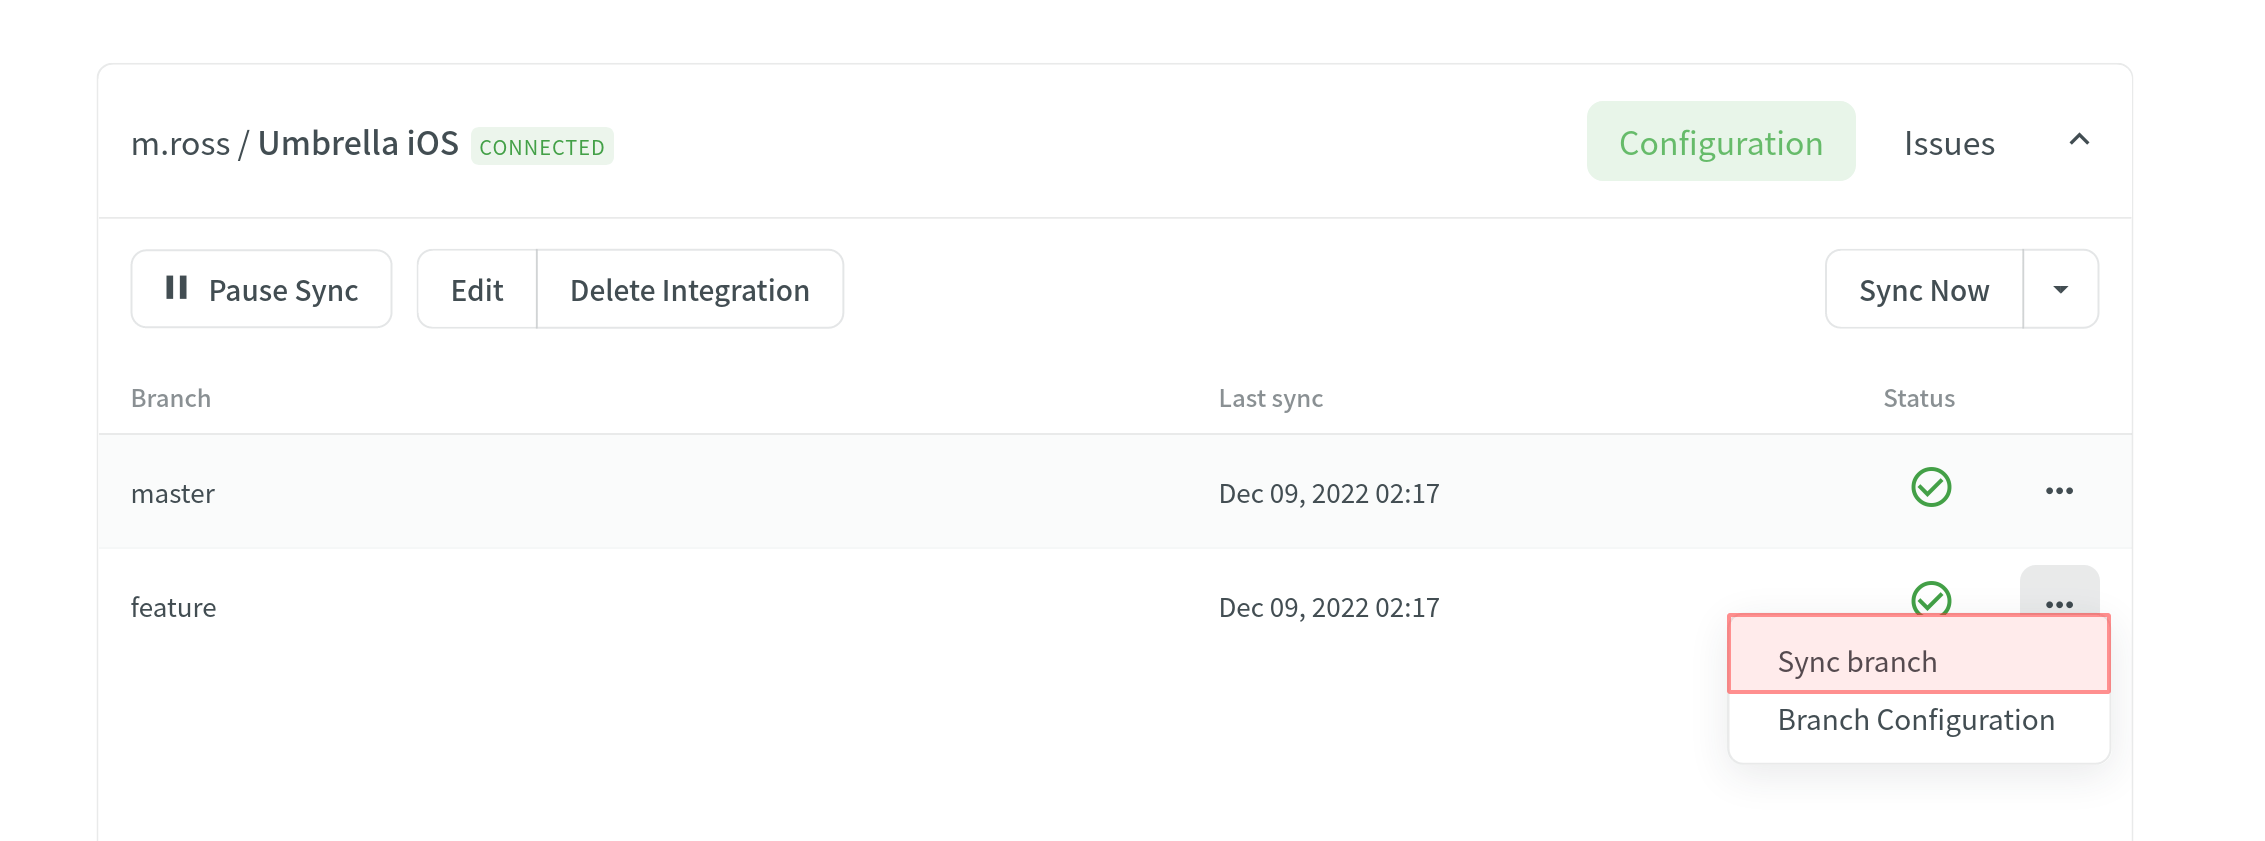 m.ross / Umbrella iOS CONNECTED Configuration Issues
Pause Sync Edit Delete Integration Sync Now
Branch Last sync Status
master Dec 09, 2022 02:17
feature Dec 09, 2022 02:17
Sync branch
Branch Configuration